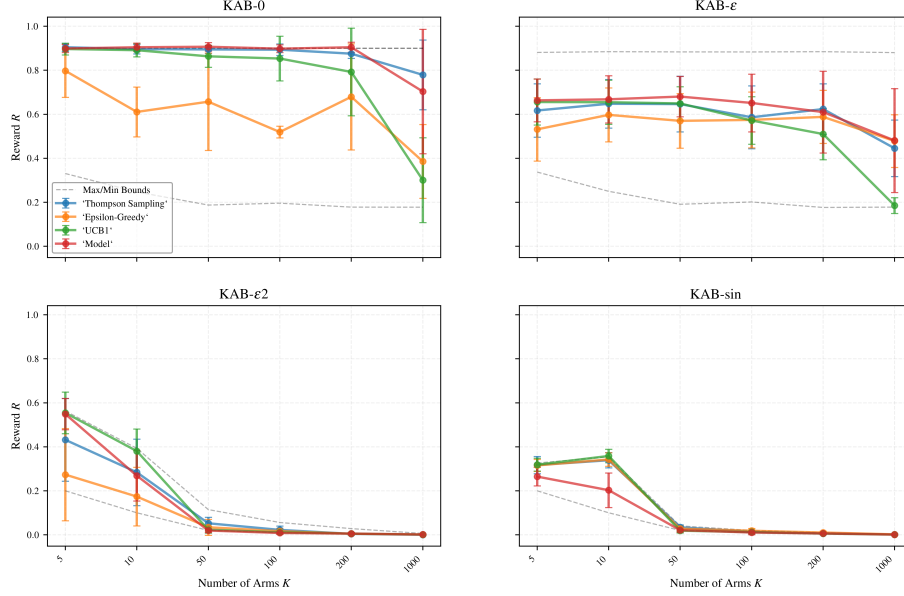 KAB-0
KAB-ε
1.0
0.8
0.6
0.4
0.2
0.0
Reward R
Max/Min Bounds
‘Thompson Sampling‘
‘Epsilon-Greedy‘
‘UCB1‘
‘Model‘
KAB-ε2
KAB-sin
1.0
0.8
0.6
0.4
0.2
0.0
Reward R
5
10
50
100
200
1000
5
10
50
100
200
1000
Number of Arms K
Number of Arms K